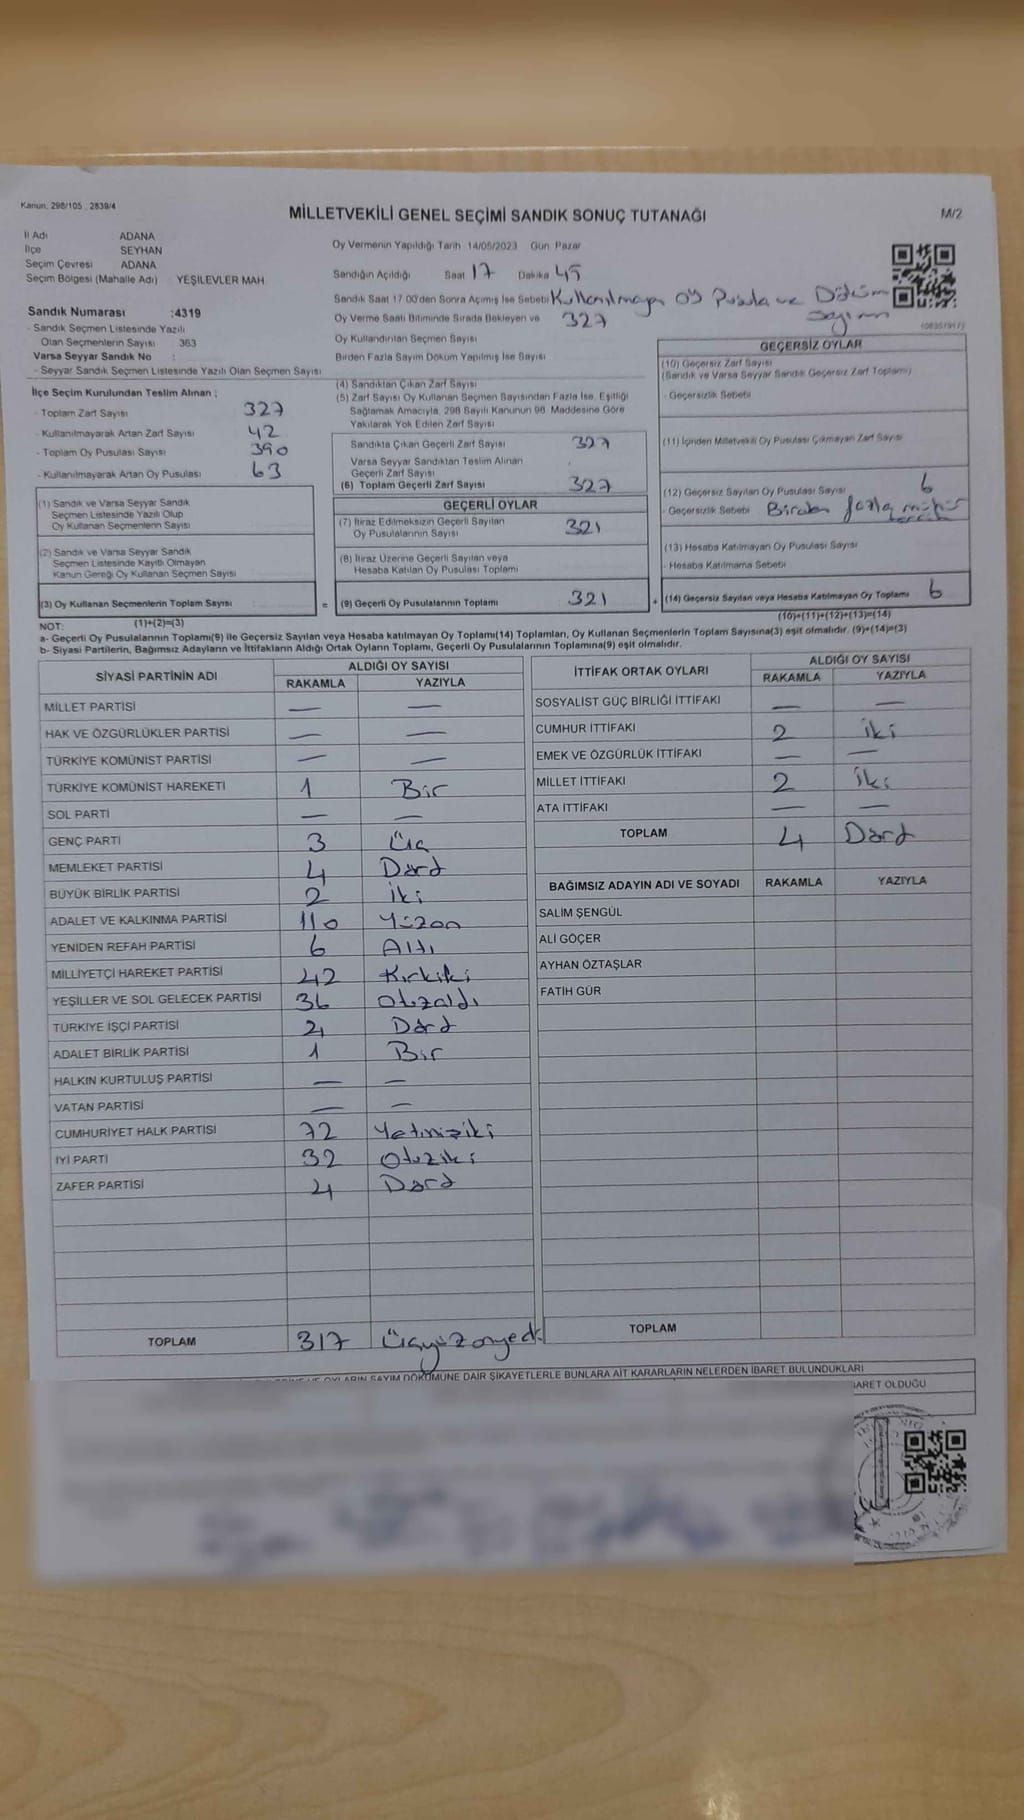 Kanun: 298/105 , 2839/4
MİLLETVEKİLİ GENEL SEÇİMİ SANDIK SONUÇ TUTANAĞI
M/2
İl Adı ADANA
İlçe SEYHAN
Seçim Çevresi ADANA
Seçim Bölgesi (Mahalle Adı) YEŞİLEVLER MAH
Sandık Numarası :4319
- Sandık Seçmen Listesinde Yazılı
Olan Seçmenlerin Sayısı 363
Varsa Seyyar Sandık No :
- Seyyar Sandık Seçmen Listesinde Yazılı Olan Seçmen Sayısı
Oy Vermenin Yapıldığı Tarih 14/05/2023 Gün Pazar
Sandığın Açıldığı Saat 17 Dakika 45
Sandık Saat 17.00'den Sonra Açımış İse Sebebi Kullanılmayan Oy Pusula ve Döküm
sayımı
Oy Verme Saati Bitiminde Sırada Bekleyen ve 327
Oy Kullandırılan Seçmen Sayısı
Birden Fazla Sayım Döküm Yapılmış İse Sayısı
İlçe Seçim Kurulundan Teslim Alınan ;
- Toplam Zarf Sayısı 327
- Kullanılmayarak Artan Zarf Sayısı 42
- Toplam Oy Pusulası Sayısı 390
- Kullanılmayarak Artan Oy Pusulası 63
(1) Sandık ve Varsa Seyyar Sandık
Seçmen Listesinde Yazılı Olup
Oy Kullanan Seçmenlerin Sayısı
(2) Sandık ve Varsa Seyyar Sandık
Seçmen Listesinde Kayıtlı Olmayan
Kanun Gereği Oy Kullanan Seçmen Sayısı
(3) Oy Kullanan Seçmenlerin Toplam Sayısı
(4) Sandıktan Çıkan Zarf Sayısı
(5) Zarf Sayısı Oy Kullanan Seçmen Sayısından Fazla İse, Eşitliği
Sağlamak Amacıyla, 298 Sayılı Kanunun 98. Maddesine Göre
Yakılarak Yok Edilen Zarf Sayısı
Sandıkta Çıkan Geçerli Zarf Sayısı 327
Varsa Seyyar Sandıktan Teslim Alınan
Geçerli Zarf Sayısı
(6) Toplam Geçerli Zarf Sayısı 327
GEÇERLİ OYLAR
(7) İtiraz Edilmeksizin Geçerli Sayılan
Oy Pusulalarının Sayısı 321
(8) İtiraz Üzerine Geçerli Sayılan veya
Hesaba Katılan Oy Pusulası Toplamı
= (9) Geçerli Oy Pusulalarının Toplamı 321
GEÇERSİZ OYLAR
(10) Geçersiz Zarf Sayısı
(Sandık ve Varsa Seyyar Sandık Geçersiz Zarf Toplamı)
- Geçersizlik Sebebi
(11) İçinden Milletvekili Oy Pusulası Çıkmayan Zarf Sayısı
(12) Geçersiz Sayılan Oy Pusulası Sayısı 6
- Geçersizlik Sebebi Birden fazla mühür
(13) Hesaba Katılmayan Oy Pusulası Sayısı
- Hesaba Katılmama Sebebi
+ (14) Geçersiz Sayılan veya Hesaba Katılmayan Oy Toplamı 6
NOT: (1)+(2)=(3) (10)+(11)+(12)+(13)=(14)
a- Geçerli Oy Pusulalarının Toplamı(9) ile Geçersiz Sayılan veya Hesaba katılmayan Oy Toplamı(14) Toplamları, Oy Kullanan Seçmenlerin Toplam Sayısına(3) eşit olmalıdır. (9)+(14)=(3)
b- Siyasi Partilerin, Bağımsız Adayların ve İttifakların Aldığı Ortak Oyların Toplamı, Geçerli Oy Pusulalarının Toplamına(9) eşit olmalıdır.
SİYASİ PARTİNİN ADI ALDIĞI OY SAYISI
RAKAMLA YAZIYLA
MİLLET PARTİSİ — —
HAK VE ÖZGÜRLÜKLER PARTİSİ — —
TÜRKİYE KOMÜNİST PARTİSİ — —
TÜRKİYE KOMÜNİST HAREKETİ 1 Bir
SOL PARTİ — —
GENÇ PARTİ 3 Üç
MEMLEKET PARTİSİ 4 Dört
BÜYÜK BİRLİK PARTİSİ 2 İki
ADALET VE KALKINMA PARTİSİ 110 Yüzon
YENİDEN REFAH PARTİSİ 6 Altı
MİLLİYETÇİ HAREKET PARTİSİ 42 Kırkiki
YEŞİLLER VE SOL GELECEK PARTİSİ 36 Otuzaltı
TÜRKİYE İŞÇİ PARTİSİ 4 Dört
ADALET BİRLİK PARTİSİ 1 Bir
HALKIN KURTULUŞ PARTİSİ — —
VATAN PARTİSİ — —
CUMHURİYET HALK PARTİSİ 72 Yetmişiki
İYİ PARTİ 32 Otuziki
ZAFER PARTİSİ 4 Dört
TOPLAM 317 Üçyüzonyedi
İTTİFAK ORTAK OYLARI ALDIĞI OY SAYISI
RAKAMLA YAZIYLA
SOSYALİST GÜÇ BİRLİĞİ İTTİFAKI — —
CUMHUR İTTİFAKI 2 iki
EMEK VE ÖZGÜRLÜK İTTİFAKI — —
MİLLET İTTİFAKI 2 iki
ATA İTTİFAKI — —
TOPLAM 4 Dört
BAĞIMSIZ ADAYIN ADI VE SOYADI RAKAMLA YAZIYLA
SALİM ŞENGÜL
ALİ GÖÇER
AYHAN ÖZTAŞLAR
FATİH GÜR
TOPLAM
OYLARIN SAYIM DÖKÜMÜNE DAİR ŞİKAYETLERLE BUNLARA AİT KARARLARIN NELERDEN İBARET BULUNDUKLARI
OLDUĞU